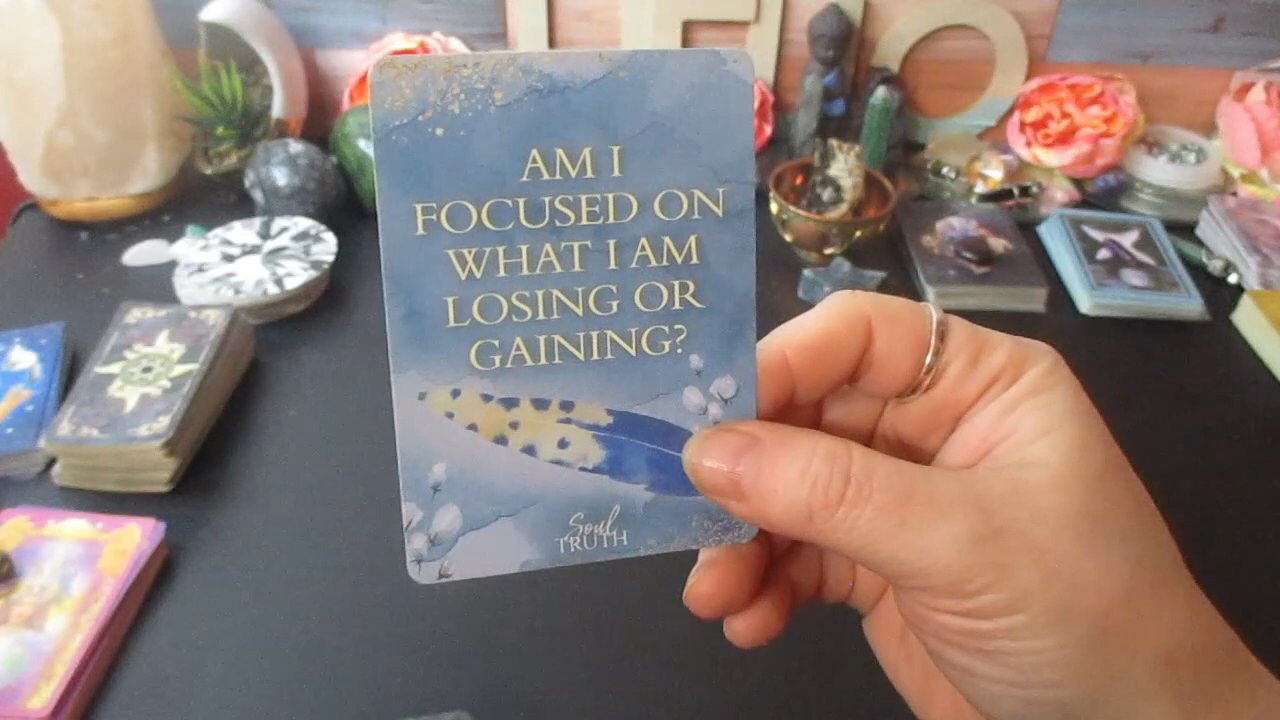 AM I
FOCUSED ON
WHAT I AM
LOSING OR
GAINING?
Soul
TRUTH